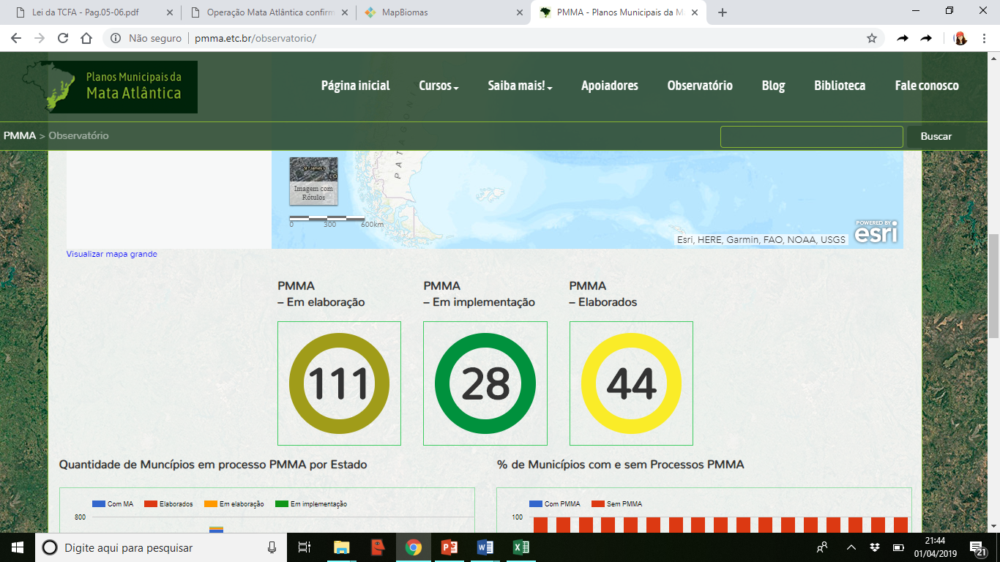 Lei da TCFA - Pag.05-06.pdf
Operação Mata Atlântica confirm
MapBiomas
PMMA - Planos Municipais da M
Não seguro
pmma.etc.br/observatorio/
Planos Municipais da
Mata Atlântica
Página inicial
Cursos
Saiba mais!
Apoiadores
Observatório
Blog
Biblioteca
Fale conosco
PMMA > Observatório
Buscar
PATAGON
St. James's
LO
Imagem com
Rótulos
0 300 600km
POWERED BY
esri
Esri, HERE, Garmin, FAO, NOAA, USGS
Visualizar mapa grande
PMMA
– Em elaboração
111
PMMA
– Em implementação
28
PMMA
– Elaborados
44
Quantidade de Muncípios em processo PMMA por Estado
Com MA Elaborados Em elaboração Em implementação
800
% de Municípios com e sem Processos PMMA
Com PMMA Sem PMMA
100
Digite aqui para pesquisar
21:44
01/04/2019
21